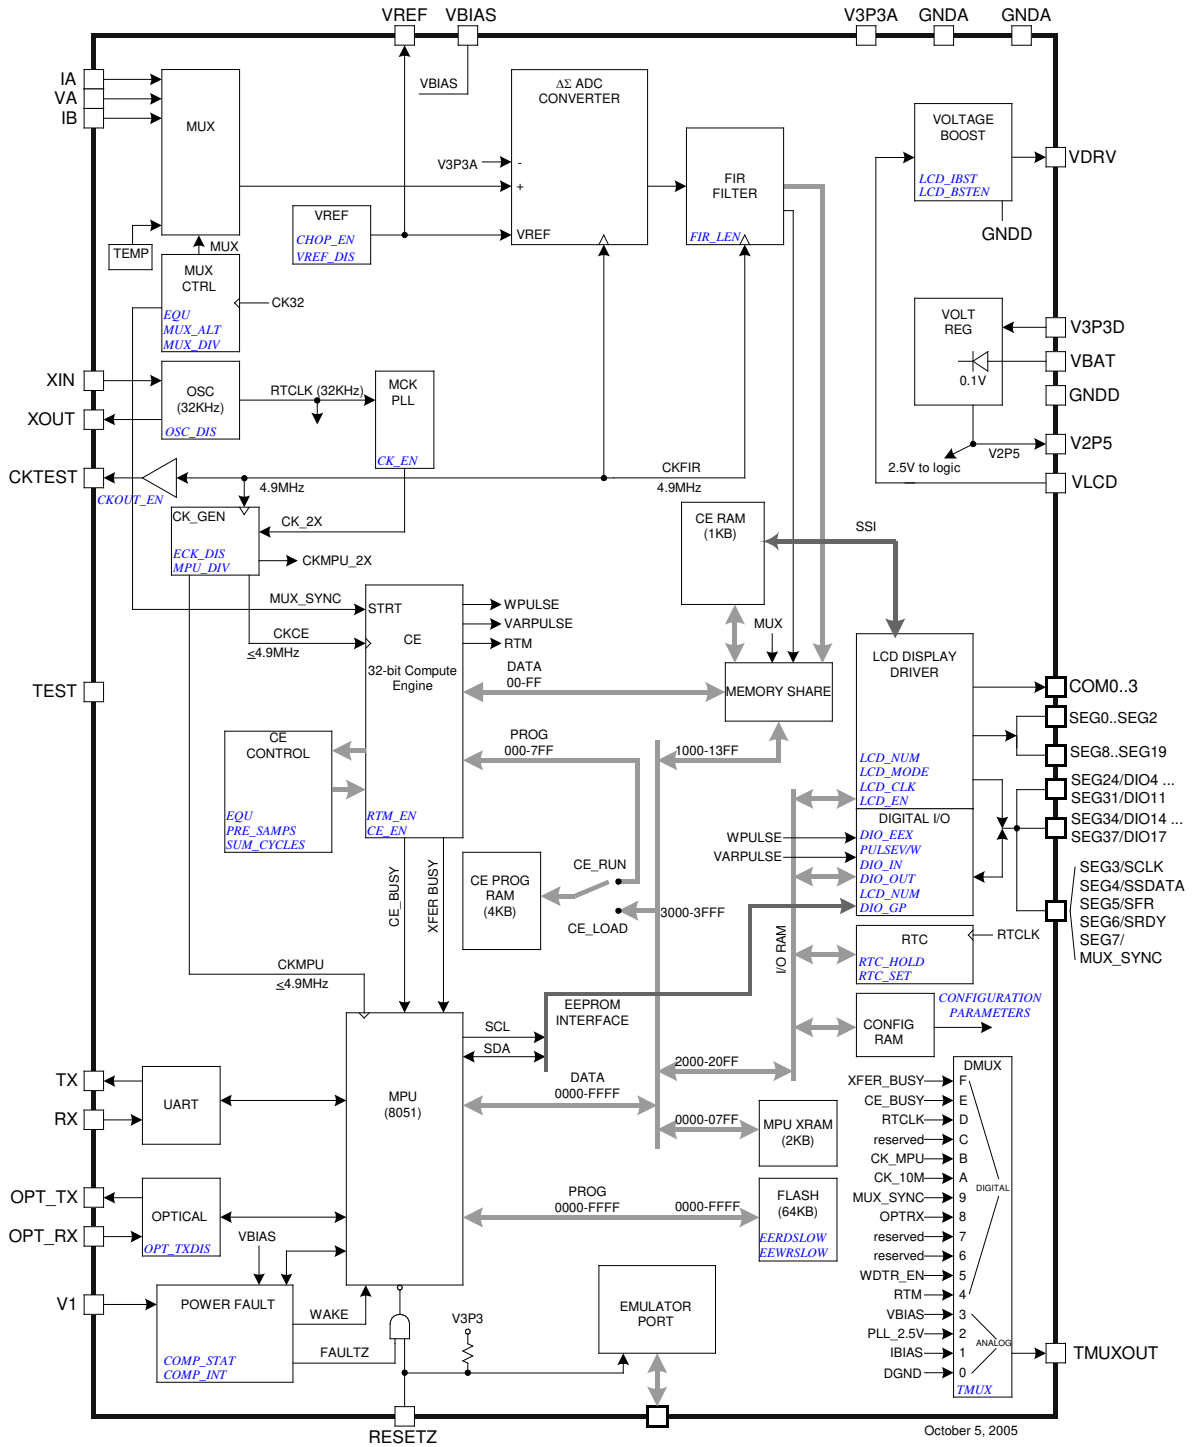 VREF VBIAS V3P3A GNDA GNDA
IA
VA
IB
MUX
VBIAS
ΔΣ ADC
CONVERTER
V3P3A
-
+
VREF
FIR
FILTER
FIR_LEN
VOLTAGE
BOOST
LCD_IBST
LCD_BSTEN
VDRV
GNDD
VREF
CHOP_EN
VREF_DIS
TEMP
MUX
MUX
CTRL
EQU
MUX_ALT
MUX_DIV
CK32
VOLT
REG
0.1V
V3P3D
VBAT
GNDD
V2P5
V2P5
2.5V to logic
VLCD
XIN
XOUT
OSC
(32KHz)
OSC_DIS
RTCLK (32KHz)
MCK
PLL
CK_EN
CKTEST
CKOUT_EN
4.9MHz
CKFIR
4.9MHz
CK_GEN
ECK_DIS
MPU_DIV
CK_2X
CKMPU_2X
CE RAM
(1KB)
SSI
MUX_SYNC
CKCE
≤4.9MHz
STRT
CE
32-bit Compute
Engine
RTM_EN
CE_EN
WPULSE
VARPULSE
RTM
DATA
00-FF
MUX
MEMORY SHARE
LCD DISPLAY
DRIVER
LCD_NUM
LCD_MODE
LCD_CLK
LCD_EN
TEST
COM0..3
SEG0..SEG2
SEG8..SEG19
SEG24/DIO4 ...
SEG31/DIO11
SEG34/DIO14 ...
SEG37/DIO17
CE
CONTROL
EQU
PRE_SAMPS
SUM_CYCLES
PROG
000-7FF
1000-13FF
DIGITAL I/O
DIO_EEX
PULSEV/W
DIO_IN
DIO_OUT
LCD_NUM
DIO_GP
WPULSE
VARPULSE
SEG3/SCLK
SEG4/SSDATA
SEG5/SFR
SEG6/SRDY
SEG7/
MUX_SYNC
CE_BUSY
XFER BUSY
CE PROG
RAM
(4KB)
CE_RUN
CE_LOAD
3000-3FFF
I/O RAM
RTC
RTC_HOLD
RTC_SET
RTCLK
CKMPU
≤4.9MHz
EEPROM
INTERFACE
SCL
SDA
CONFIG
RAM
CONFIGURATION
PARAMETERS
TX
RX
UART
MPU
(8051)
DATA
0000-FFFF
2000-20FF
0000-07FF
MPU XRAM
(2KB)
OPT_TX
OPT_RX
OPTICAL
OPT_TXDIS
PROG
0000-FFFF
0000-FFFF
FLASH
(64KB)
EERDSLOW
EEWRSLOW
DMUX
XFER_BUSY F
CE_BUSY E
RTCLK D
reserved C
CK_MPU B
CK_10M A
MUX_SYNC 9
OPTRX 8
reserved 7
reserved 6
WDTR_EN 5
RTM 4
VBIAS 3
PLL_2.5V 2
IBIAS 1
DGND 0
DIGITAL
ANALOG
TMUX
TMUXOUT
VBIAS
V1
POWER FAULT
COMP_STAT
COMP_INT
WAKE
FAULTZ
V3P3
EMULATOR
PORT
RESETZ
October 5, 2005